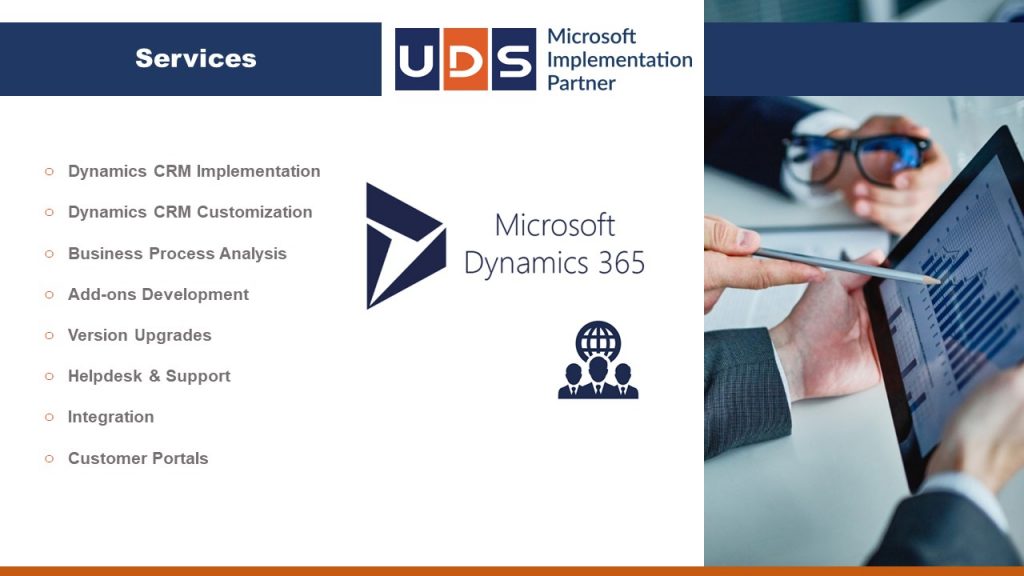 Services
UDS
Microsoft
Implementation
Partner
Dynamics CRM Implementation
Dynamics CRM Customization
Business Process Analysis
Add-ons Development
Version Upgrades
Helpdesk & Support
Integration
Customer Portals
Microsoft
Dynamics 365